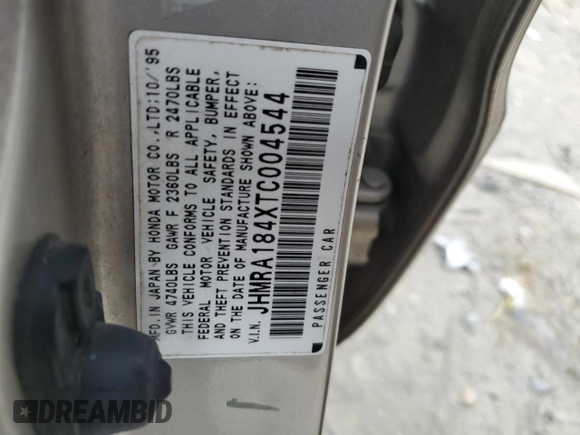 MFD.IN JAPAN-BY HONDA MOTOR CO.,LTD;10/'95
GVWR 4740LBS GAWR F 2360LBS R 2470LBS
THIS VEHICLE CONFORMS TO ALL APPLICABLE
FEDERAL MOTOR VEHICLE SAFETY, BUMPER,
AND THEFT PREVENTION STANDARDS IN EFFECT
ON THE DATE OF MANUFACTURE SHOWN ABOVE:
V.I.N. JHMRA184XTC004544
PASSENGER CAR
DREAMBID